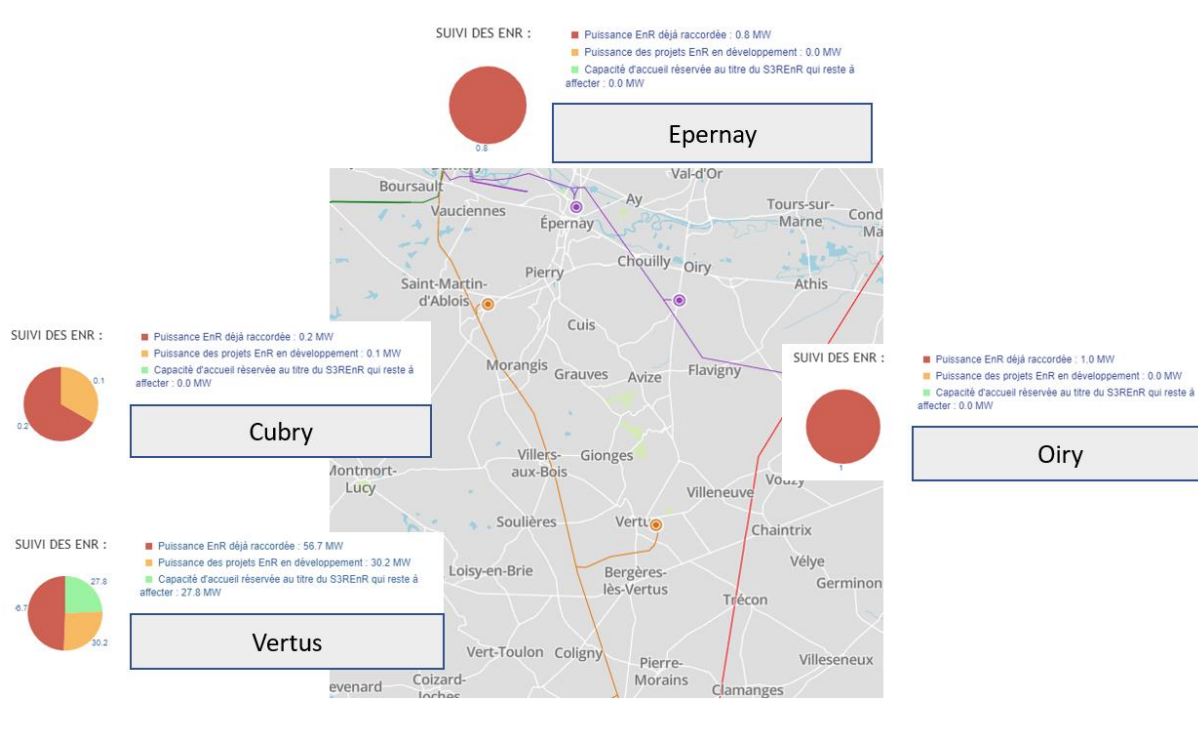 SUIVI DES ENR :
Puissance EnR déjà raccordée : 0.8 MW
Puissance des projets EnR en développement : 0.0 MW
Capacité d'accueil réservée au titre du S3REnR qui reste à
affecter : 0.0 MW
0.8
Epernay
Boursault
Val-d'Or
Vauciennes
Ay
Épernay
Tours-sur-
Marne
Cond
Ma
Chouilly
Oiry
Pierry
Saint-Martin-
d'Ablois
Athis
Cuis
SUIVI DES ENR :
Puissance EnR déjà raccordée : 0.2 MW
Puissance des projets EnR en développement : 0.1 MW
Capacité d'accueil réservée au titre du S3REnR qui reste à
affecter : 0.0 MW
0.1
0.2
Cubry
Morangis
Grauves
Avize
Flavigny
SUIVI DES ENR :
Puissance EnR déjà raccordée : 1.0 MW
Puissance des projets EnR en développement : 0.0 MW
Capacité d'accueil réservée au titre du S3REnR qui reste à
affecter : 0.0 MW
1
Oiry
Villers-
aux-Bois
Gionges
Montmort-
Lucy
Villeneuve
Vouzy
Soulières
Vertu
Chaintrix
SUIVI DES ENR :
Puissance EnR déjà raccordée : 56.7 MW
Puissance des projets EnR en développement : 30.2 MW
Capacité d'accueil réservée au titre du S3REnR qui reste à
affecter : 27.8 MW
27.8
6.7
30.2
Vertus
Loisy-en-Brie
Bergères-
lès-Vertus
Vélye
Germinon
Trécon
Vert-Toulon
Coligny
Pierre-
Morains
Villeseneux
evenard
Coizard-
Joches
Clamanges